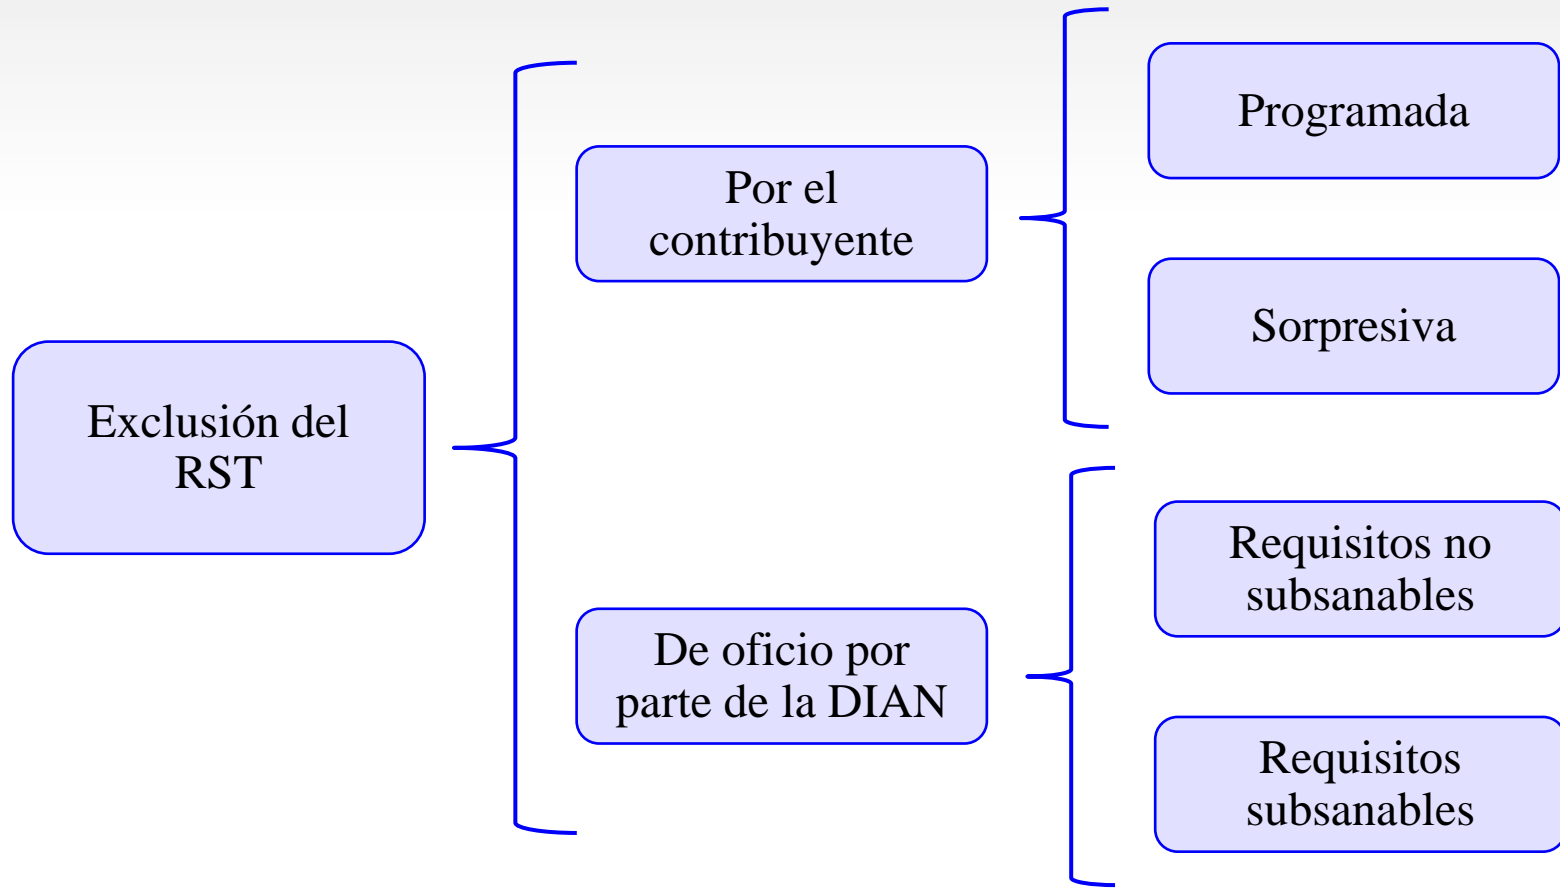 Exclusión del
RST
Por el
contribuyente
Programada
Sorpresiva
De oficio por
parte de la DIAN
Requisitos no
subsanables
Requisitos
subsanables